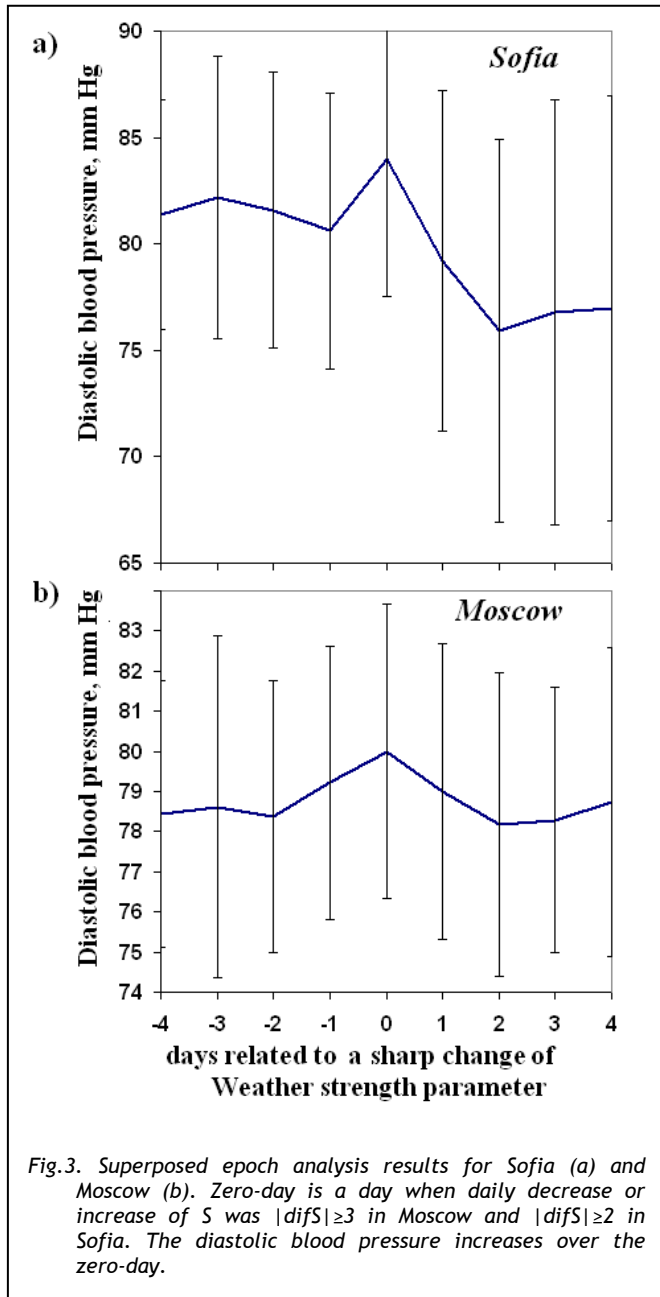 a)
Sofia
Diastolic blood pressure, mm Hg
90
85
80
75
70
65
b)
Moscow
Diastolic blood pressure, mm Hg
83
82
81
80
79
78
77
76
75
74
-4 -3 -2 -1 0 1 2 3 4
days related to a sharp change of
Weather strength parameter
Fig.3. Superposed epoch analysis results for Sofia (a) and
Moscow (b). Zero-day is a day when daily decrease or
increase of S was |difS|≥3 in Moscow and |difS|≥2 in
Sofia. The diastolic blood pressure increases over the
zero-day.